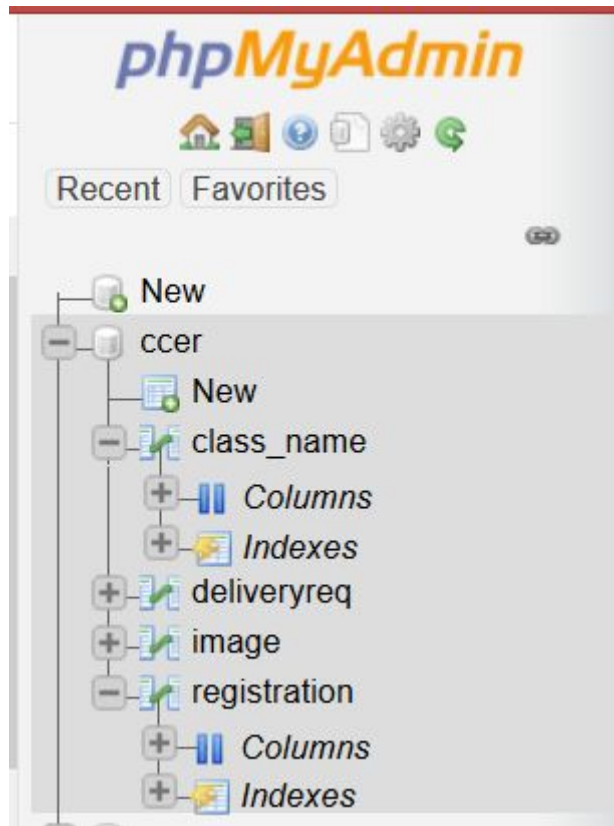 phpMyAdmin
Recent Favorites
New
ccer
New
class_name
Columns
Indexes
deliveryreq
image
registration
Columns
Indexes